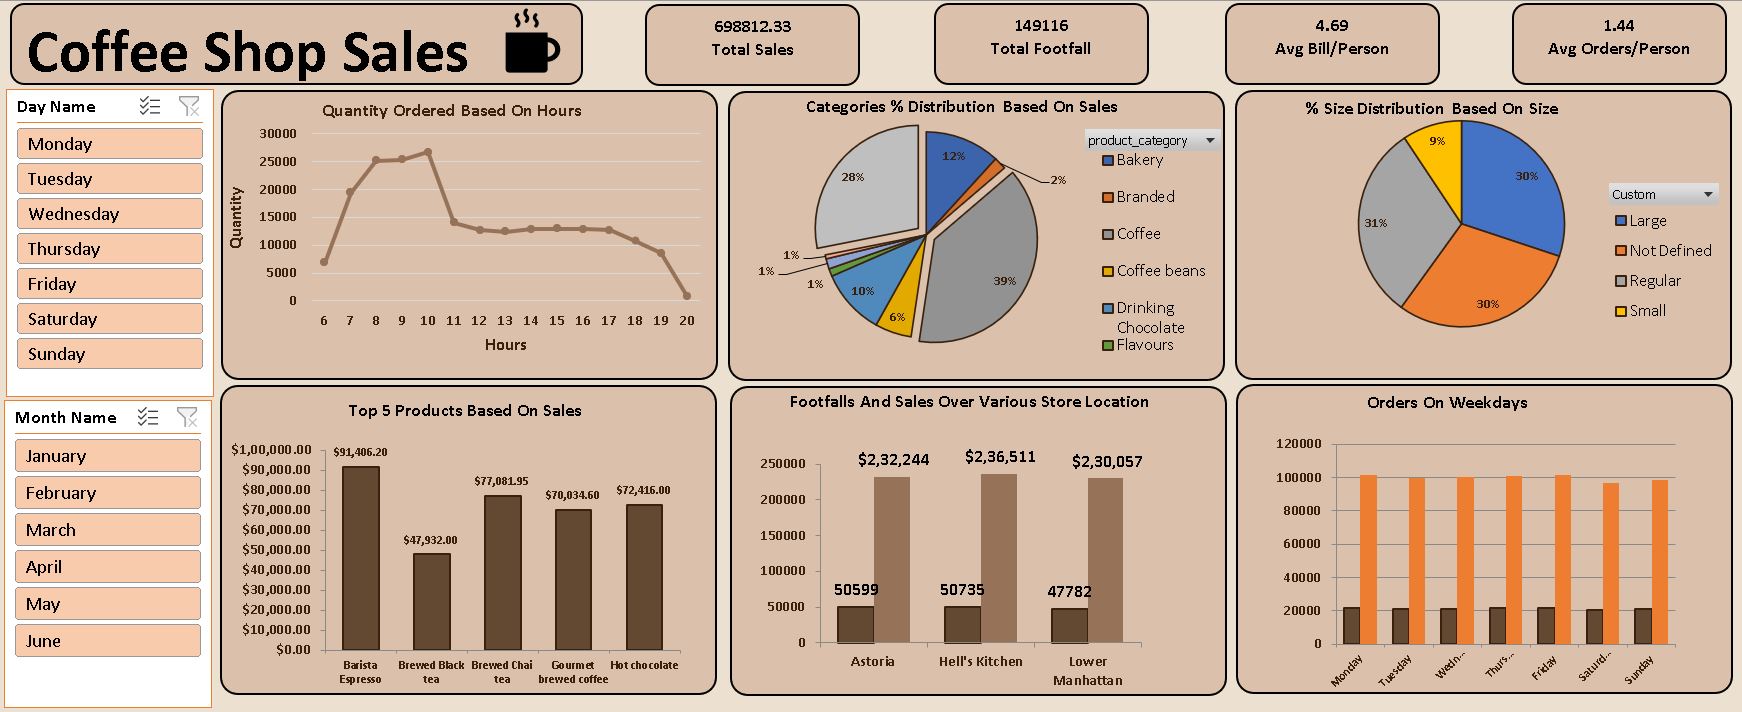 Coffee Shop Sales
698812.33
Total Sales
149116
Total Footfall
4.69
Avg Bill/Person
1.44
Avg Orders/Person
Day Name
Monday
Tuesday
Wednesday
Thursday
Friday
Saturday
Sunday
Month Name
January
February
March
April
May
June
Quantity Ordered Based On Hours
30000
25000
20000
15000
10000
5000
0
Quantity
6 7 8 9 10 11 12 13 14 15 16 17 18 19 20
Hours
Categories % Distribution Based On Sales
12%
2%
39%
6%
10%
1%
1%
1%
28%
product_category
Bakery
Branded
Coffee
Coffee beans
Drinking
Chocolate
Flavours
% Size Distribution Based On Size
9%
30%
31%
30%
Custom
Large
Not Defined
Regular
Small
Top 5 Products Based On Sales
$1,00,000.00
$90,000.00
$80,000.00
$70,000.00
$60,000.00
$50,000.00
$40,000.00
$30,000.00
$20,000.00
$10,000.00
$0.00
$91,406.20
$47,932.00
$77,081.95
$70,034.60
$72,416.00
Barista
Espresso
Brewed Black
tea
Brewed Chai
tea
Gourmet
brewed coffee
Hot chocolate
Footfalls And Sales Over Various Store Location
250000
200000
150000
100000
50000
0
$2,32,244
$2,36,511
$2,30,057
50599
50735
47782
Astoria
Hell's Kitchen
Lower
Manhattan
Orders On Weekdays
120000
100000
80000
60000
40000
20000
0
Monday
Tuesday
Wedn...
Thurs...
Friday
Saturd...
Sunday